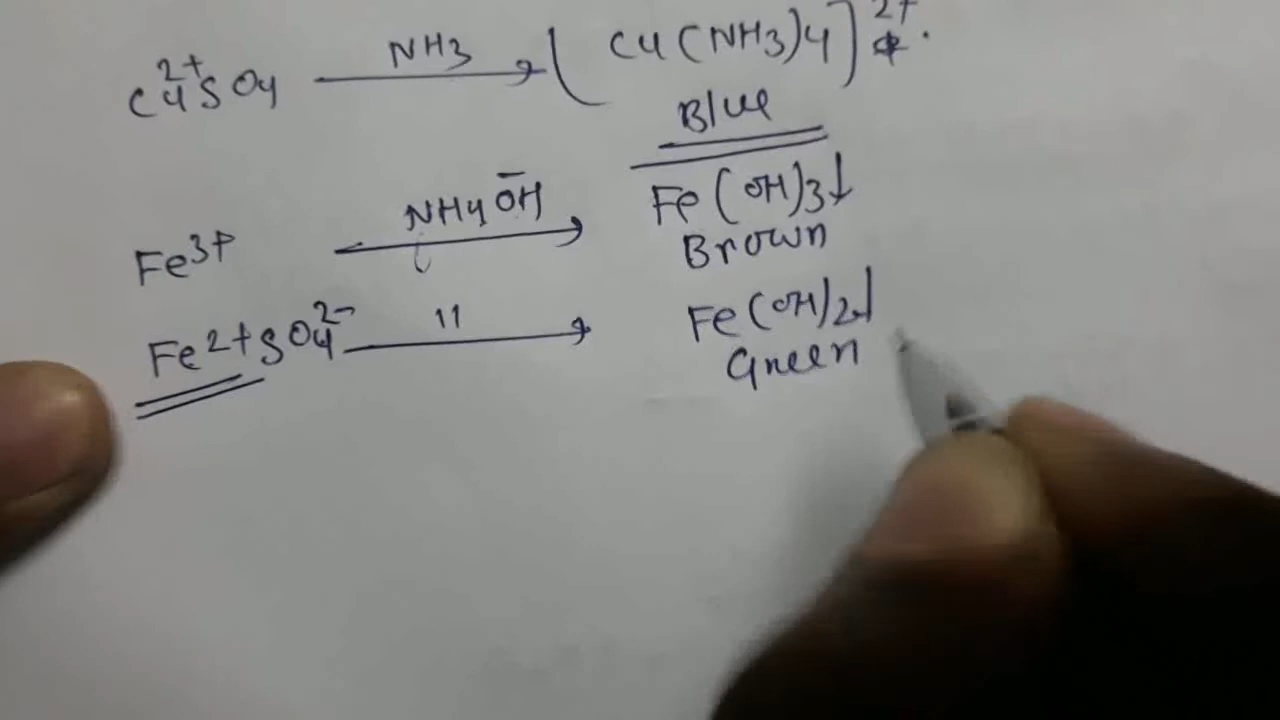 Cu²⁺SO4 NH3 [Cu(NH3)4]²⁺.
Blue
Fe³⁺ NH4OH⁻ Fe(OH)3↓
Brown
Fe²⁺SO4²⁻ 11 Fe(OH)2↓
Green